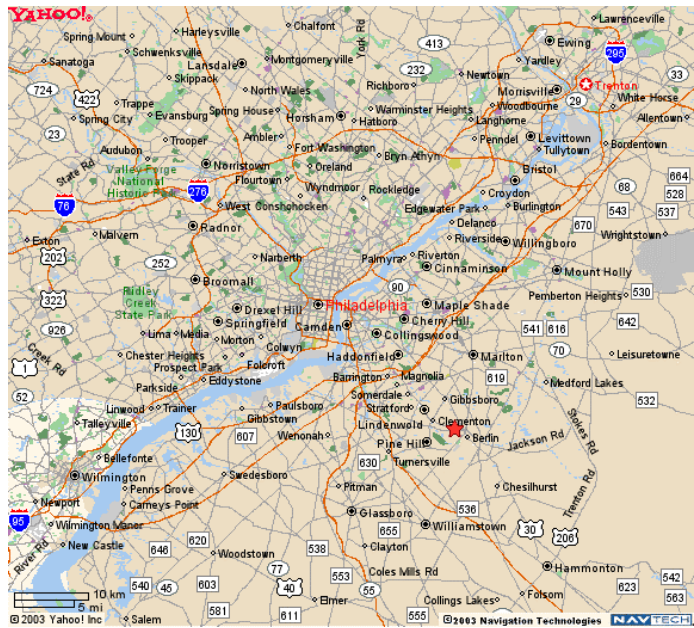 YAHOO!
Lawrenceville
Spring Mount
Harleysville
Chalfont
York Rd
413
Ewing
295
Schwenksville
Lansdale
Montgomeryville
Yardley
Sanatoga
Skippack
232
Newtown
33
724
422
North Wales
Richboro
Morrisville
Trenton
Trappe
Evansburg
Spring House
Horsham
Warminster Heights
Woodbourne
29
White Horse
Spring City
Hatboro
Langhorne
Allentown
23
Trooper
Ambler
Penndel
Levittown
Audubon
Fort Washington
Bryn Athyn
Tullytown
Bordentown
State Rd
Norristown
Oreland
Valley Forge
National
Historic Park
276
Flourtown
Wyndmoor
Rockledge
Bristol
664
Croydon
68
528
76
West Conshohocken
Edgewater Park
Burlington
543
537
Radnor
Delanco
670
Exton
Malvern
Riverside
Willingboro
Wrightstown
202
252
Narberth
Palmyra
Riverton
Cinnaminson
Mount Holly
322
Broomall
90
Ridley
Creek
State Park
Drexel Hill
Philadelphia
Maple Shade
Pemberton Heights
530
926
Springfield
Camden
Cherry Hill
541
616
642
Lima
Media
Morton
Collingswood
Creek Rd
Colwyn
70
Chester Heights
Haddonfield
Marlton
Leisuretowne
1
Prospect Park
Folcroft
Barrington
Magnolia
619
Parkside
Eddystone
Medford Lakes
52
Somerdale
Gibbsboro
532
Linwood
Trainer
Paulsboro
Stratford
Talleyville
Gibbstown
Lindenwold
Clementon
Stokes Rd
130
607
Wenonah
Pine Hill
Berlin
Jackson Rd
Bellefonte
630
Turnersville
Wilmington
Swedesboro
Trenton Rd
Penns Grove
Pitman
Chesilhurst
Newport
Carneys Point
95
Wilmington Manor
Glassboro
536
Williamstown
30
206
655
River Rd
New Castle
646
620
538
Clayton
Woodstown
Hammonton
77
553
Coles Mills Rd
540
45
603
40
55
623
542
10 km
5 mi
Elmer
Collings Lakes
Folsom
563
Salem
581
611
555
©2003 Yahoo! Inc
©2003 Navigation Technologies
NAVTECH